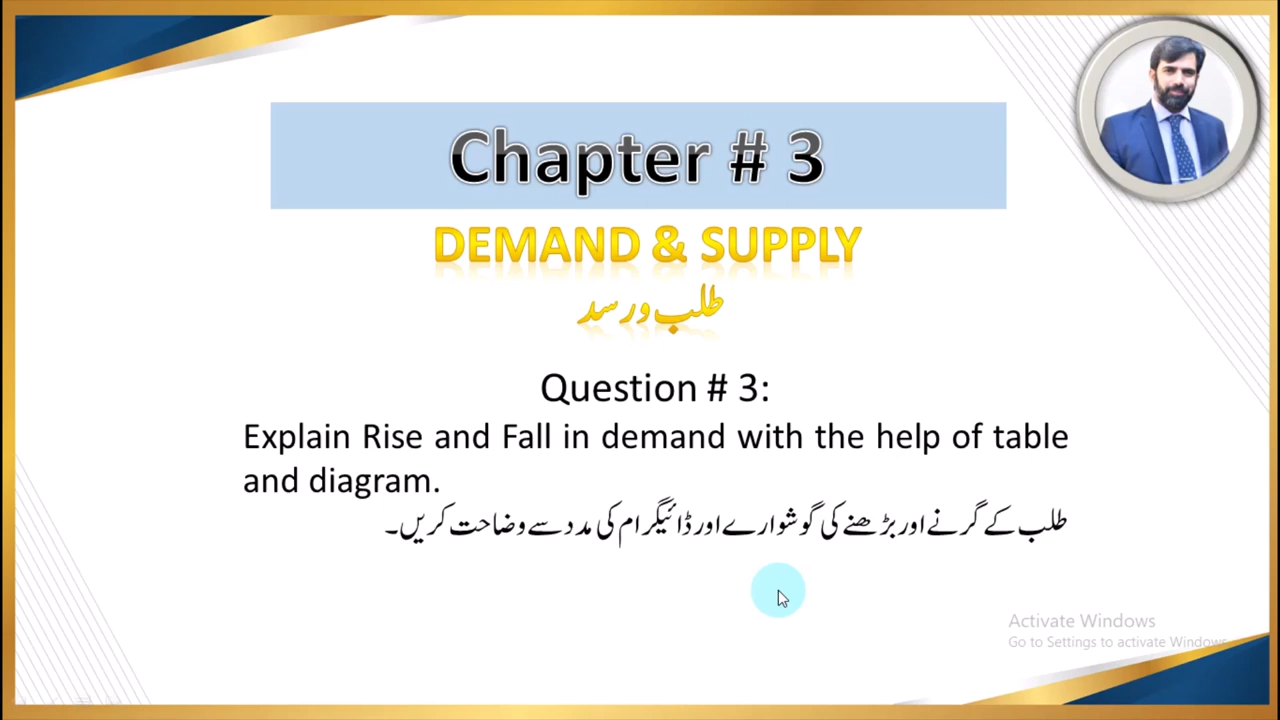 Chapter # 3
DEMAND & SUPPLY
طلب و رسد
Question # 3:
Explain Rise and Fall in demand with the help of table
and diagram.
طلب کے گرنے اور بڑھنے کی گوشوارے اور ڈائیگرام کی مدد سے وضاحت کریں۔
Activate Windows
Go to Settings to activate Windows.